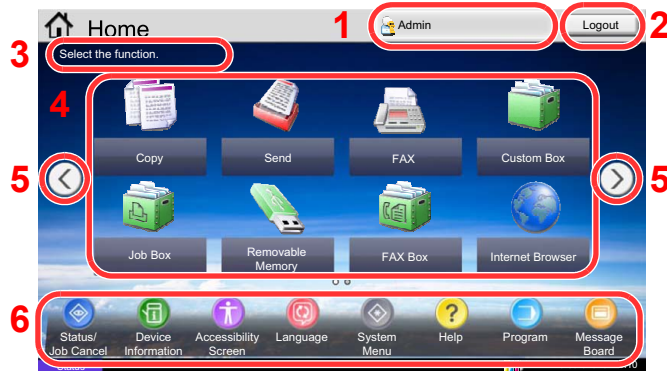 Home
1
Admin
Logout
2
3
Select the function.
4
Copy
Send
FAX
Custom Box
5
5
Job Box
Removable
Memory
FAX Box
Internet Browser
6
Status/
Job Cancel
Device
Information
Accessibility
Screen
Language
System
Menu
Help
Program
Message
Board
Status